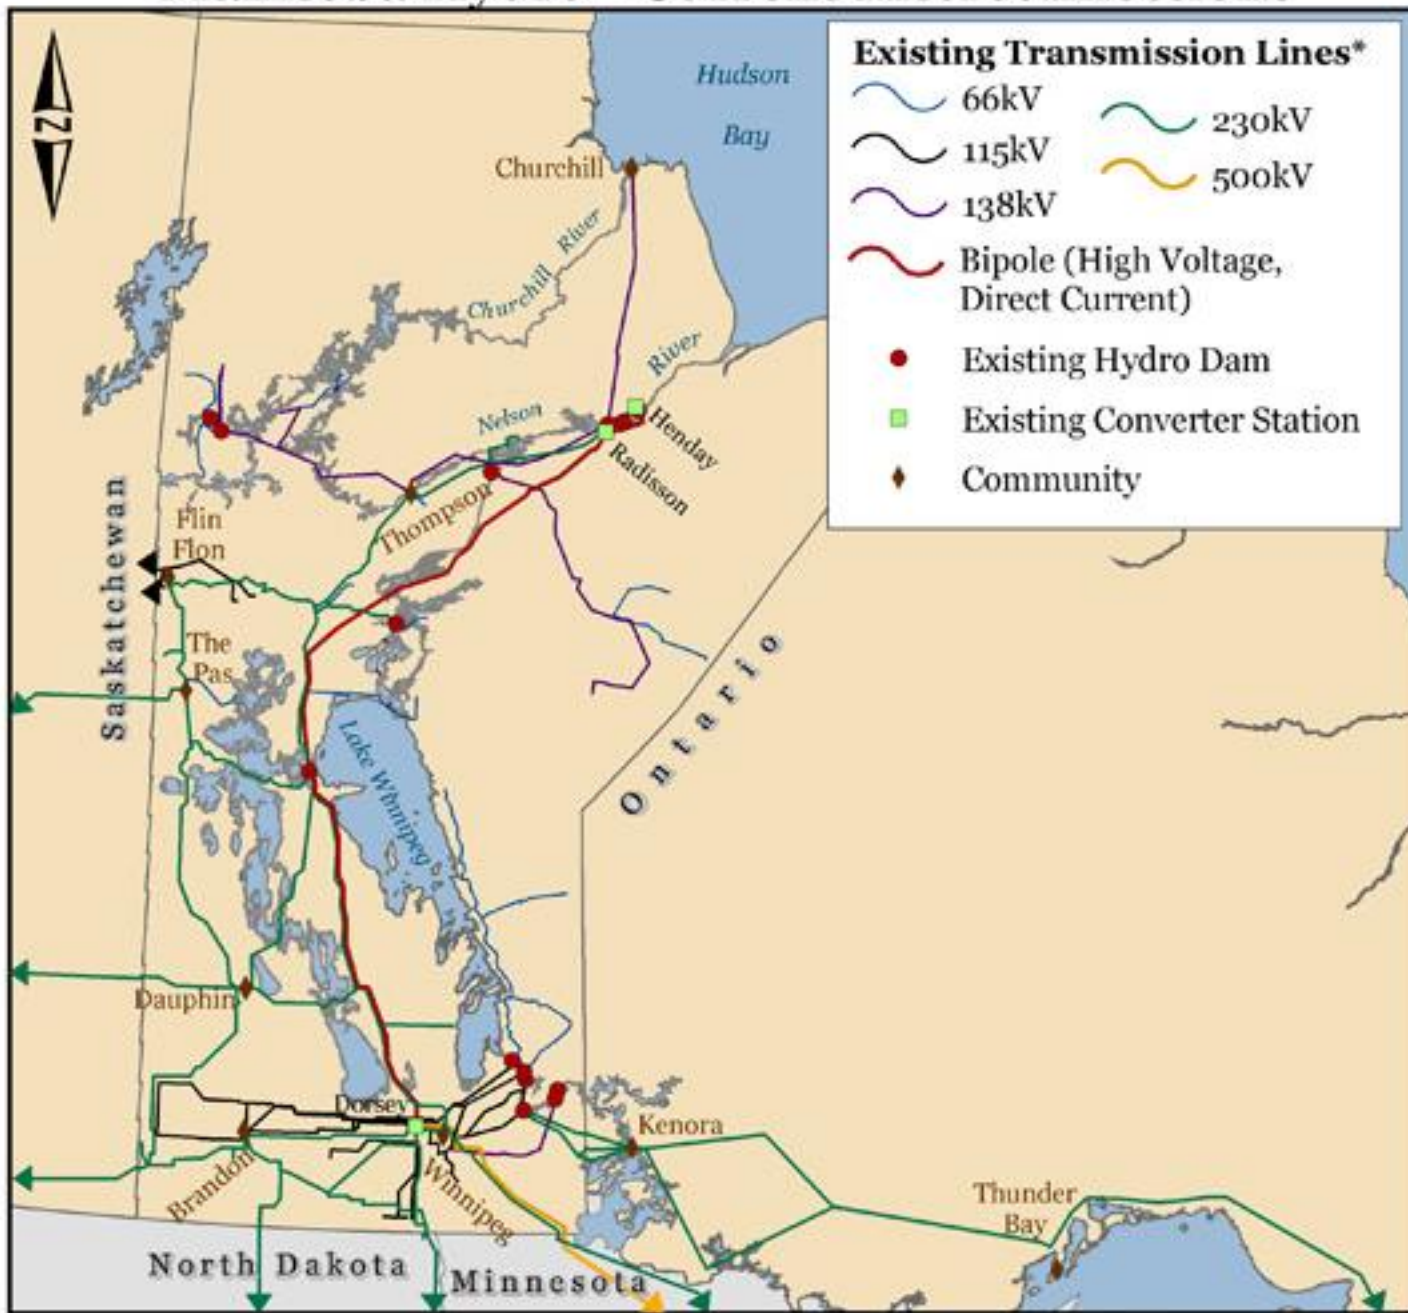 Existing Transmission Lines*
66kV
115kV
138kV
230kV
500kV
Bipole (High Voltage,
Direct Current)
Existing Hydro Dam
Existing Converter Station
Community
N
Hudson
Bay
Churchill
Churchill River
River
Nelson
Henday
Radisson
Thompson
Flin
Flon
Saskatchewan
The
Pas
Ontario
Lake Winnipeg
Dauphin
Dorsey
Kenora
Brandon
Winnipeg
Thunder
Bay
North Dakota
Minnesota